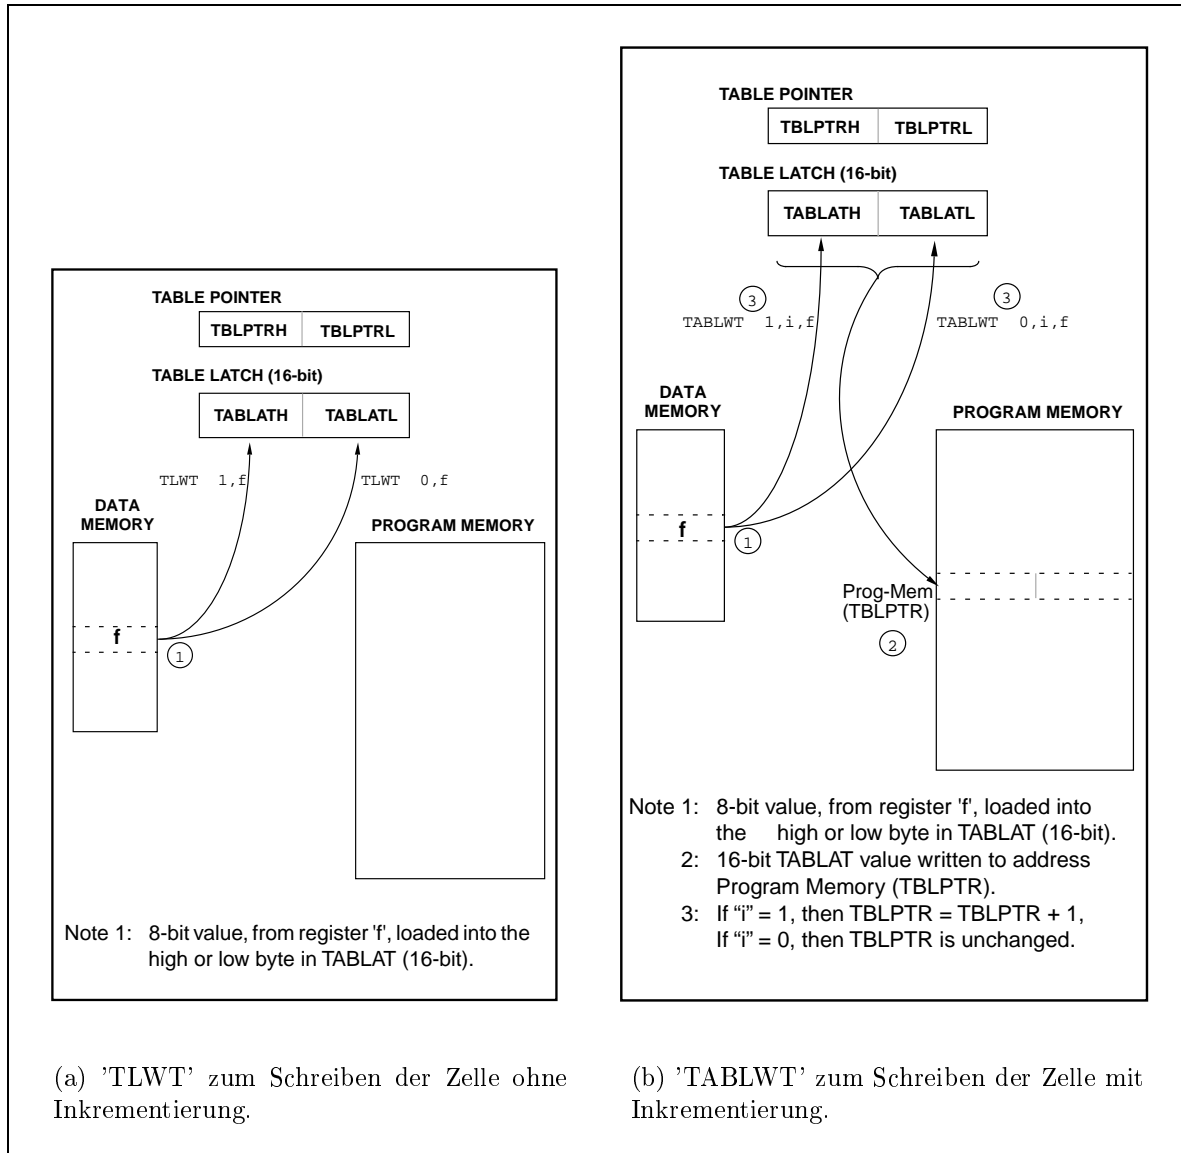 TABLE POINTER
TBLPTRH TBLPTRL
TABLE LATCH (16-bit)
TABLATH TABLATL
TLWT 1,f TLWT 0,f
DATA
MEMORY
PROGRAM MEMORY
f
1
Note 1: 8-bit value, from register 'f', loaded into the
high or low byte in TABLAT (16-bit).
(a) 'TLWT' zum Schreiben der Zelle ohne
Inkrementierung.
TABLE POINTER
TBLPTRH TBLPTRL
TABLE LATCH (16-bit)
TABLATH TABLATL
3 3
TABLWT 1,i,f TABLWT 0,i,f
DATA
MEMORY
PROGRAM MEMORY
f
1
Prog-Mem
(TBLPTR)
2
Note 1: 8-bit value, from register 'f', loaded into
the high or low byte in TABLAT (16-bit).
2: 16-bit TABLAT value written to address
Program Memory (TBLPTR).
3: If “i” = 1, then TBLPTR = TBLPTR + 1,
If “i” = 0, then TBLPTR is unchanged.
(b) 'TABLWT' zum Schreiben der Zelle mit
Inkrementierung.